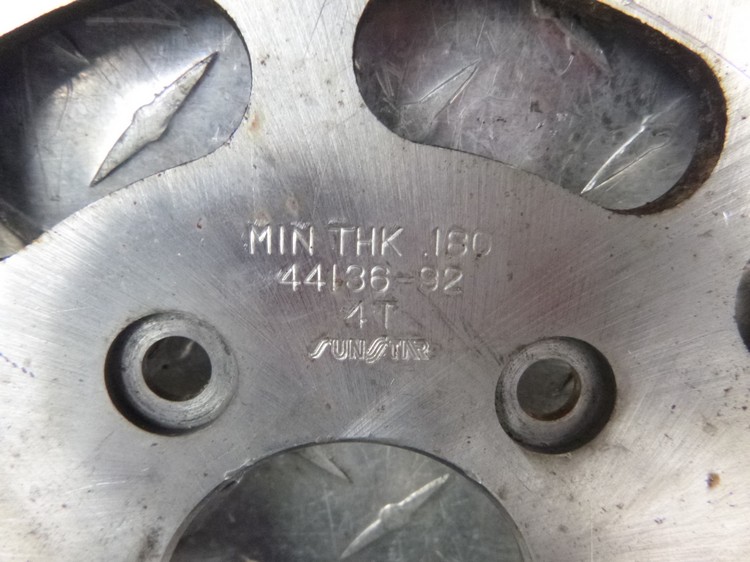 MIN THK .180
44136-92
4T
SUNSTAR